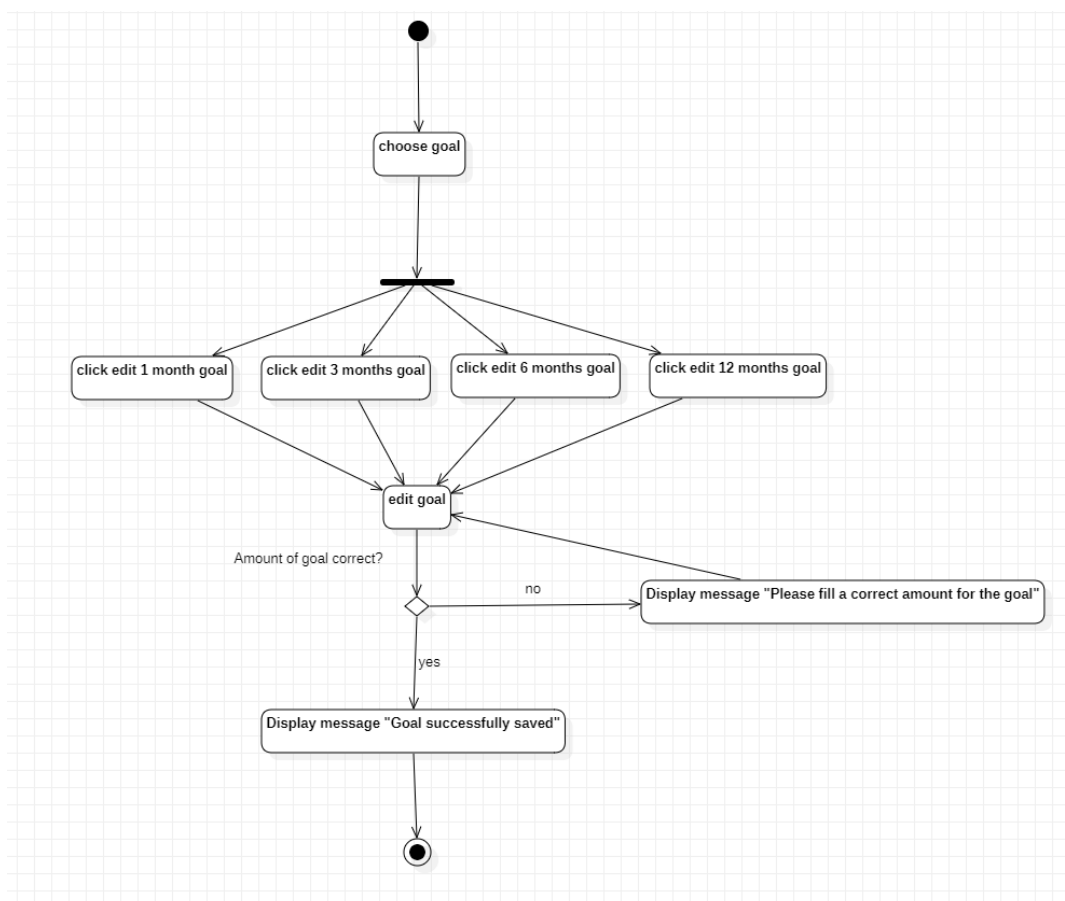 choose goal
click edit 1 month goal
click edit 3 months goal
click edit 6 months goal
click edit 12 months goal
edit goal
Amount of goal correct?
no
Display message "Please fill a correct amount for the goal"
yes
Display message "Goal successfully saved"